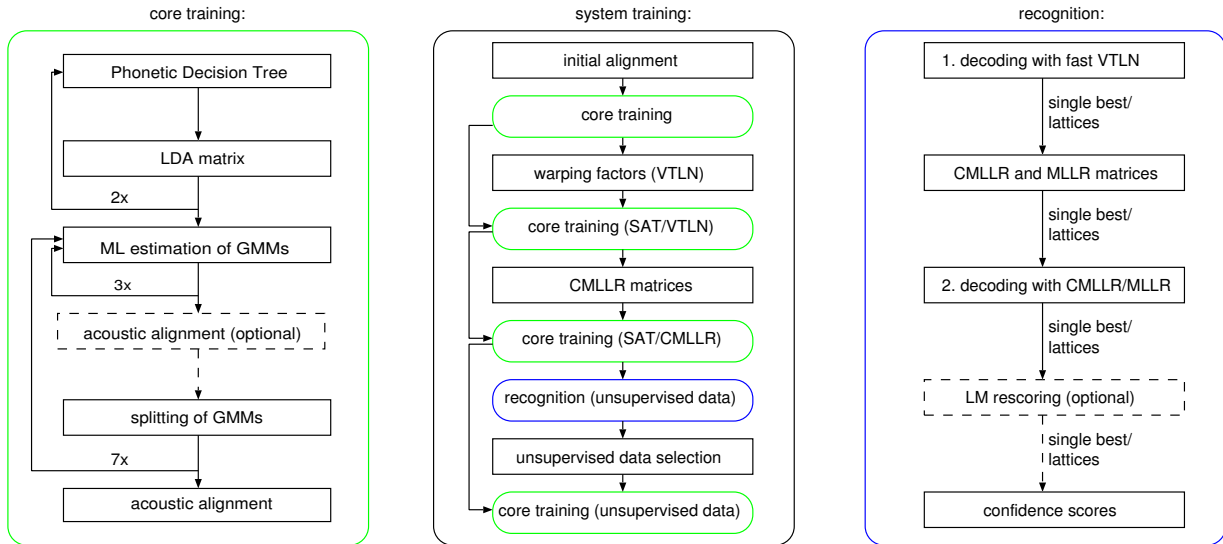 core training:
Phonetic Decision Tree
LDA matrix
2x
ML estimation of GMMs
3x
acoustic alignment (optional)
splitting of GMMs
7x
acoustic alignment
system training:
initial alignment
core training
warping factors (VTLN)
core training (SAT/VTLN)
CMLLR matrices
core training (SAT/CMLLR)
recognition (unsupervised data)
unsupervised data selection
core training (unsupervised data)
recognition:
1. decoding with fast VTLN
single best/
lattices
CMLLR and MLLR matrices
single best/
lattices
2. decoding with CMLLR/MLLR
single best/
lattices
LM rescoring (optional)
single best/
lattices
confidence scores